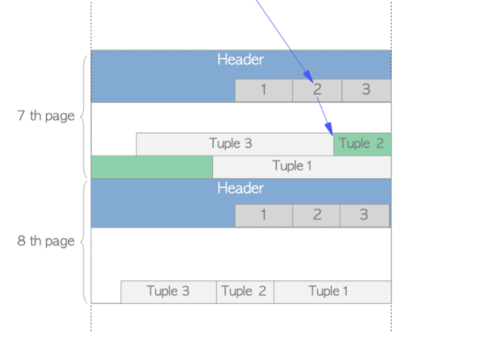 Header
1 2 3
7 th page
Tuple 3 Tuple 2
Tuple 1
Header
1 2 3
8 th page
Tuple 3 Tuple 2 Tuple 1